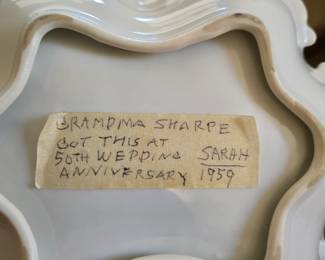 GRANDMA SHARPE
GOT THIS AT
50TH WEDDING SARAH
ANNIVERSARY 1959